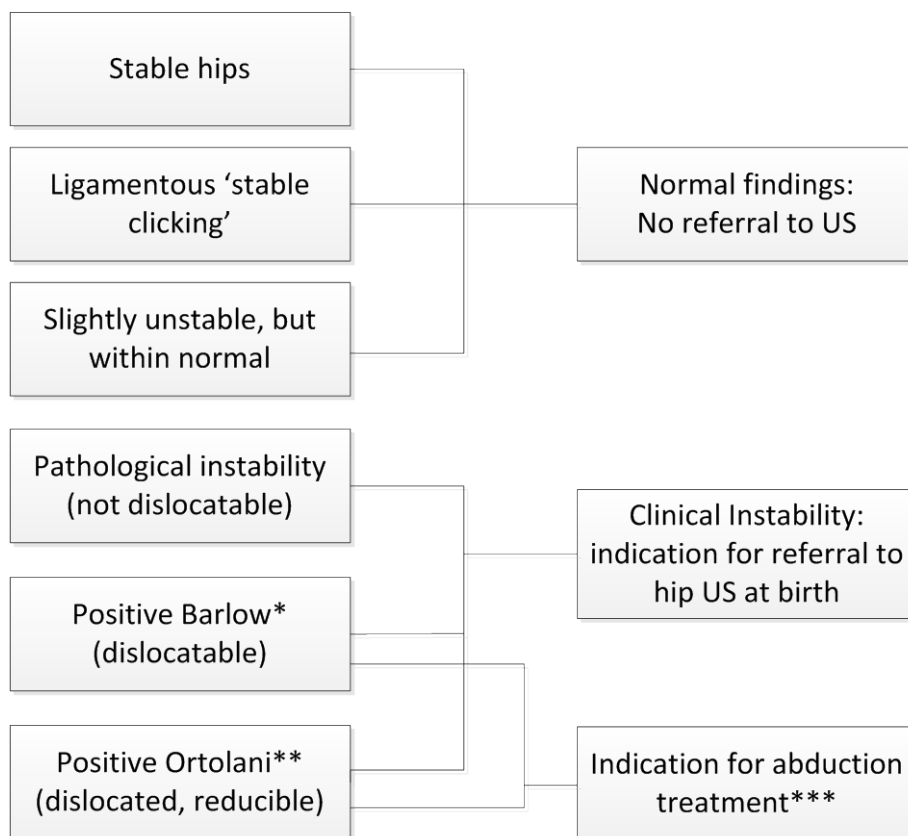 Stable hips
Ligamentous ‘stable
clicking’
Slightly unstable, but
within normal
Pathological instability
(not dislocatable)
Positive Barlow*
(dislocatable)
Positive Ortolani**
(dislocated, reducible)
Normal findings:
No referral to US
Clinical Instability:
indication for referral to
hip US at birth
Indication for abduction
treatment***